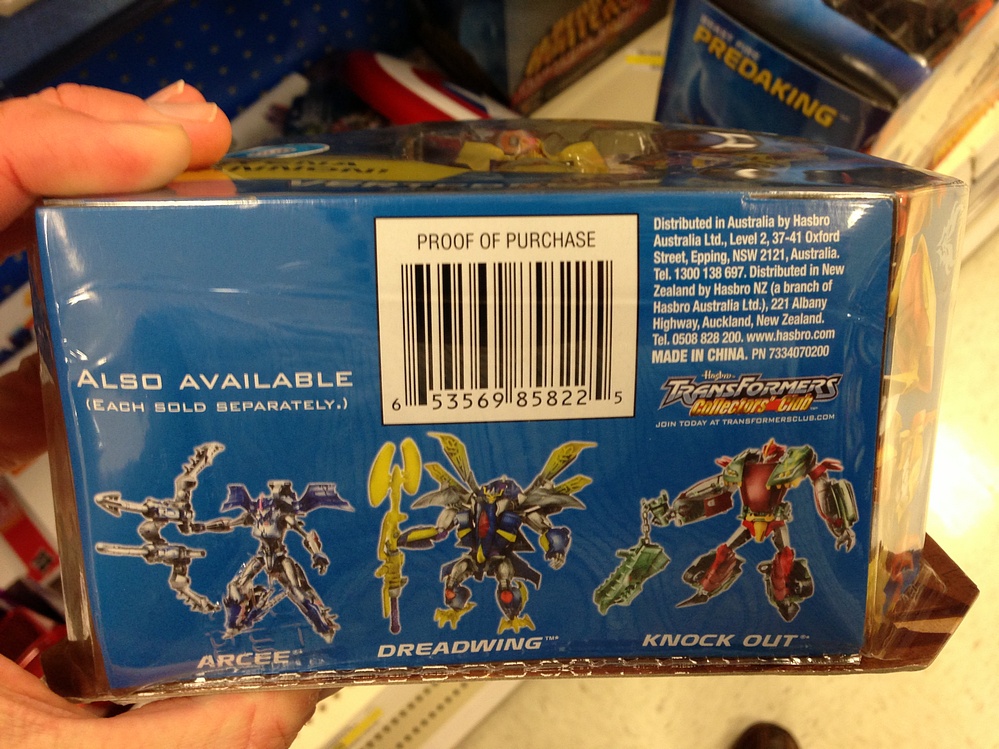 BEAST FIRE
PREDAKING
PROOF OF PURCHASE
6 53569 85822 5
Distributed in Australia by Hasbro
Australia Ltd., Level 2, 37-41 Oxford
Street, Epping, NSW 2121, Australia.
Tel. 1300 138 697. Distributed in New
Zealand by Hasbro NZ (a branch of
Hasbro Australia Ltd.), 221 Albany
Highway, Auckland, New Zealand.
Tel. 0508 828 200. www.hasbro.com
MADE IN CHINA. PN 7334070200
Hasbro
TRANSFORMERS
Collectors' Club™
JOIN TODAY AT TRANSFORMERSCLUB.COM
ALSO AVAILABLE
(EACH SOLD SEPARATELY.)
ARCEE
DREADWING
KNOCK OUT